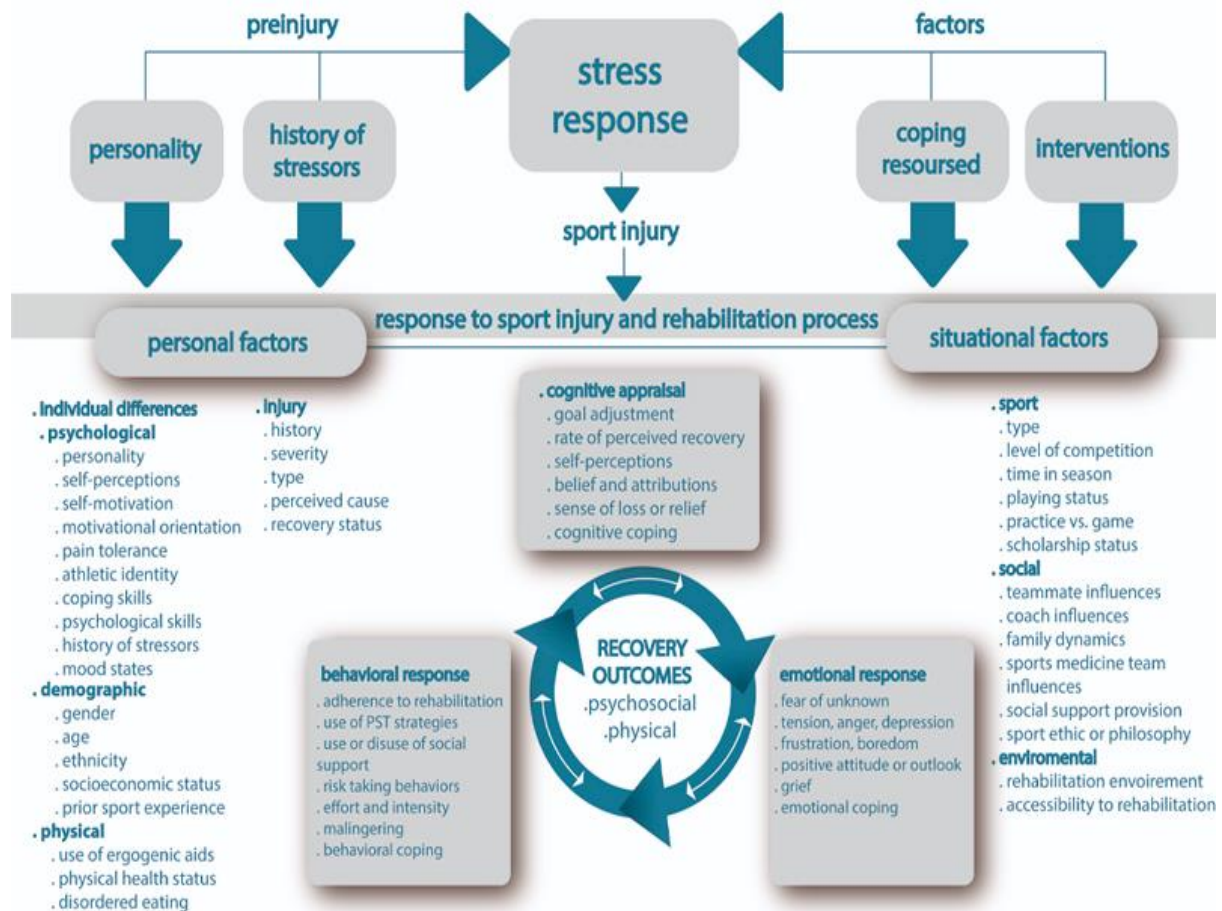 preinjury
factors
stress
response
personality
history of
stressors
coping
resoursed
interventions
sport injury
response to sport injury and rehabilitation process
personal factors
situational factors
. individual differences
. psychological
. personality
. self-perceptions
. self-motivation
. motivational orientation
. pain tolerance
. athletic identity
. coping skills
. psychological skills
. history of stressors
. mood states
. demographic
. gender
. age
. ethnicity
. socioeconomic status
. prior sport experience
. physical
. use of ergogenic aids
. physical health status
. disordered eating
. injury
. history
. severity
. type
. perceived cause
. recovery status
. cognitive appraisal
. goal adjustment
. rate of perceived recovery
. self-perceptions
. belief and attributions
. sense of loss or relief
. cognitive coping
behavioral response
. adherence to rehabilitation
. use of PST strategies
. use or disuse of social
support
. risk taking behaviors
. effort and intensity
. malingering
. behavioral coping
RECOVERY
OUTCOMES
.psychosocial
.physical
emotional response
. fear of unknown
. tension, anger, depression
. frustration, boredom
. positive attitude or outlook
. grief
. emotional coping
. sport
. type
. level of competition
. time in season
. playing status
. practice vs. game
. scholarship status
. social
. teammate influences
. coach influences
. family dynamics
. sports medicine team
influences
. social support provision
. sport ethic or philosophy
. enviromental
. rehabilitation envoirement
. accessibility to rehabilitation